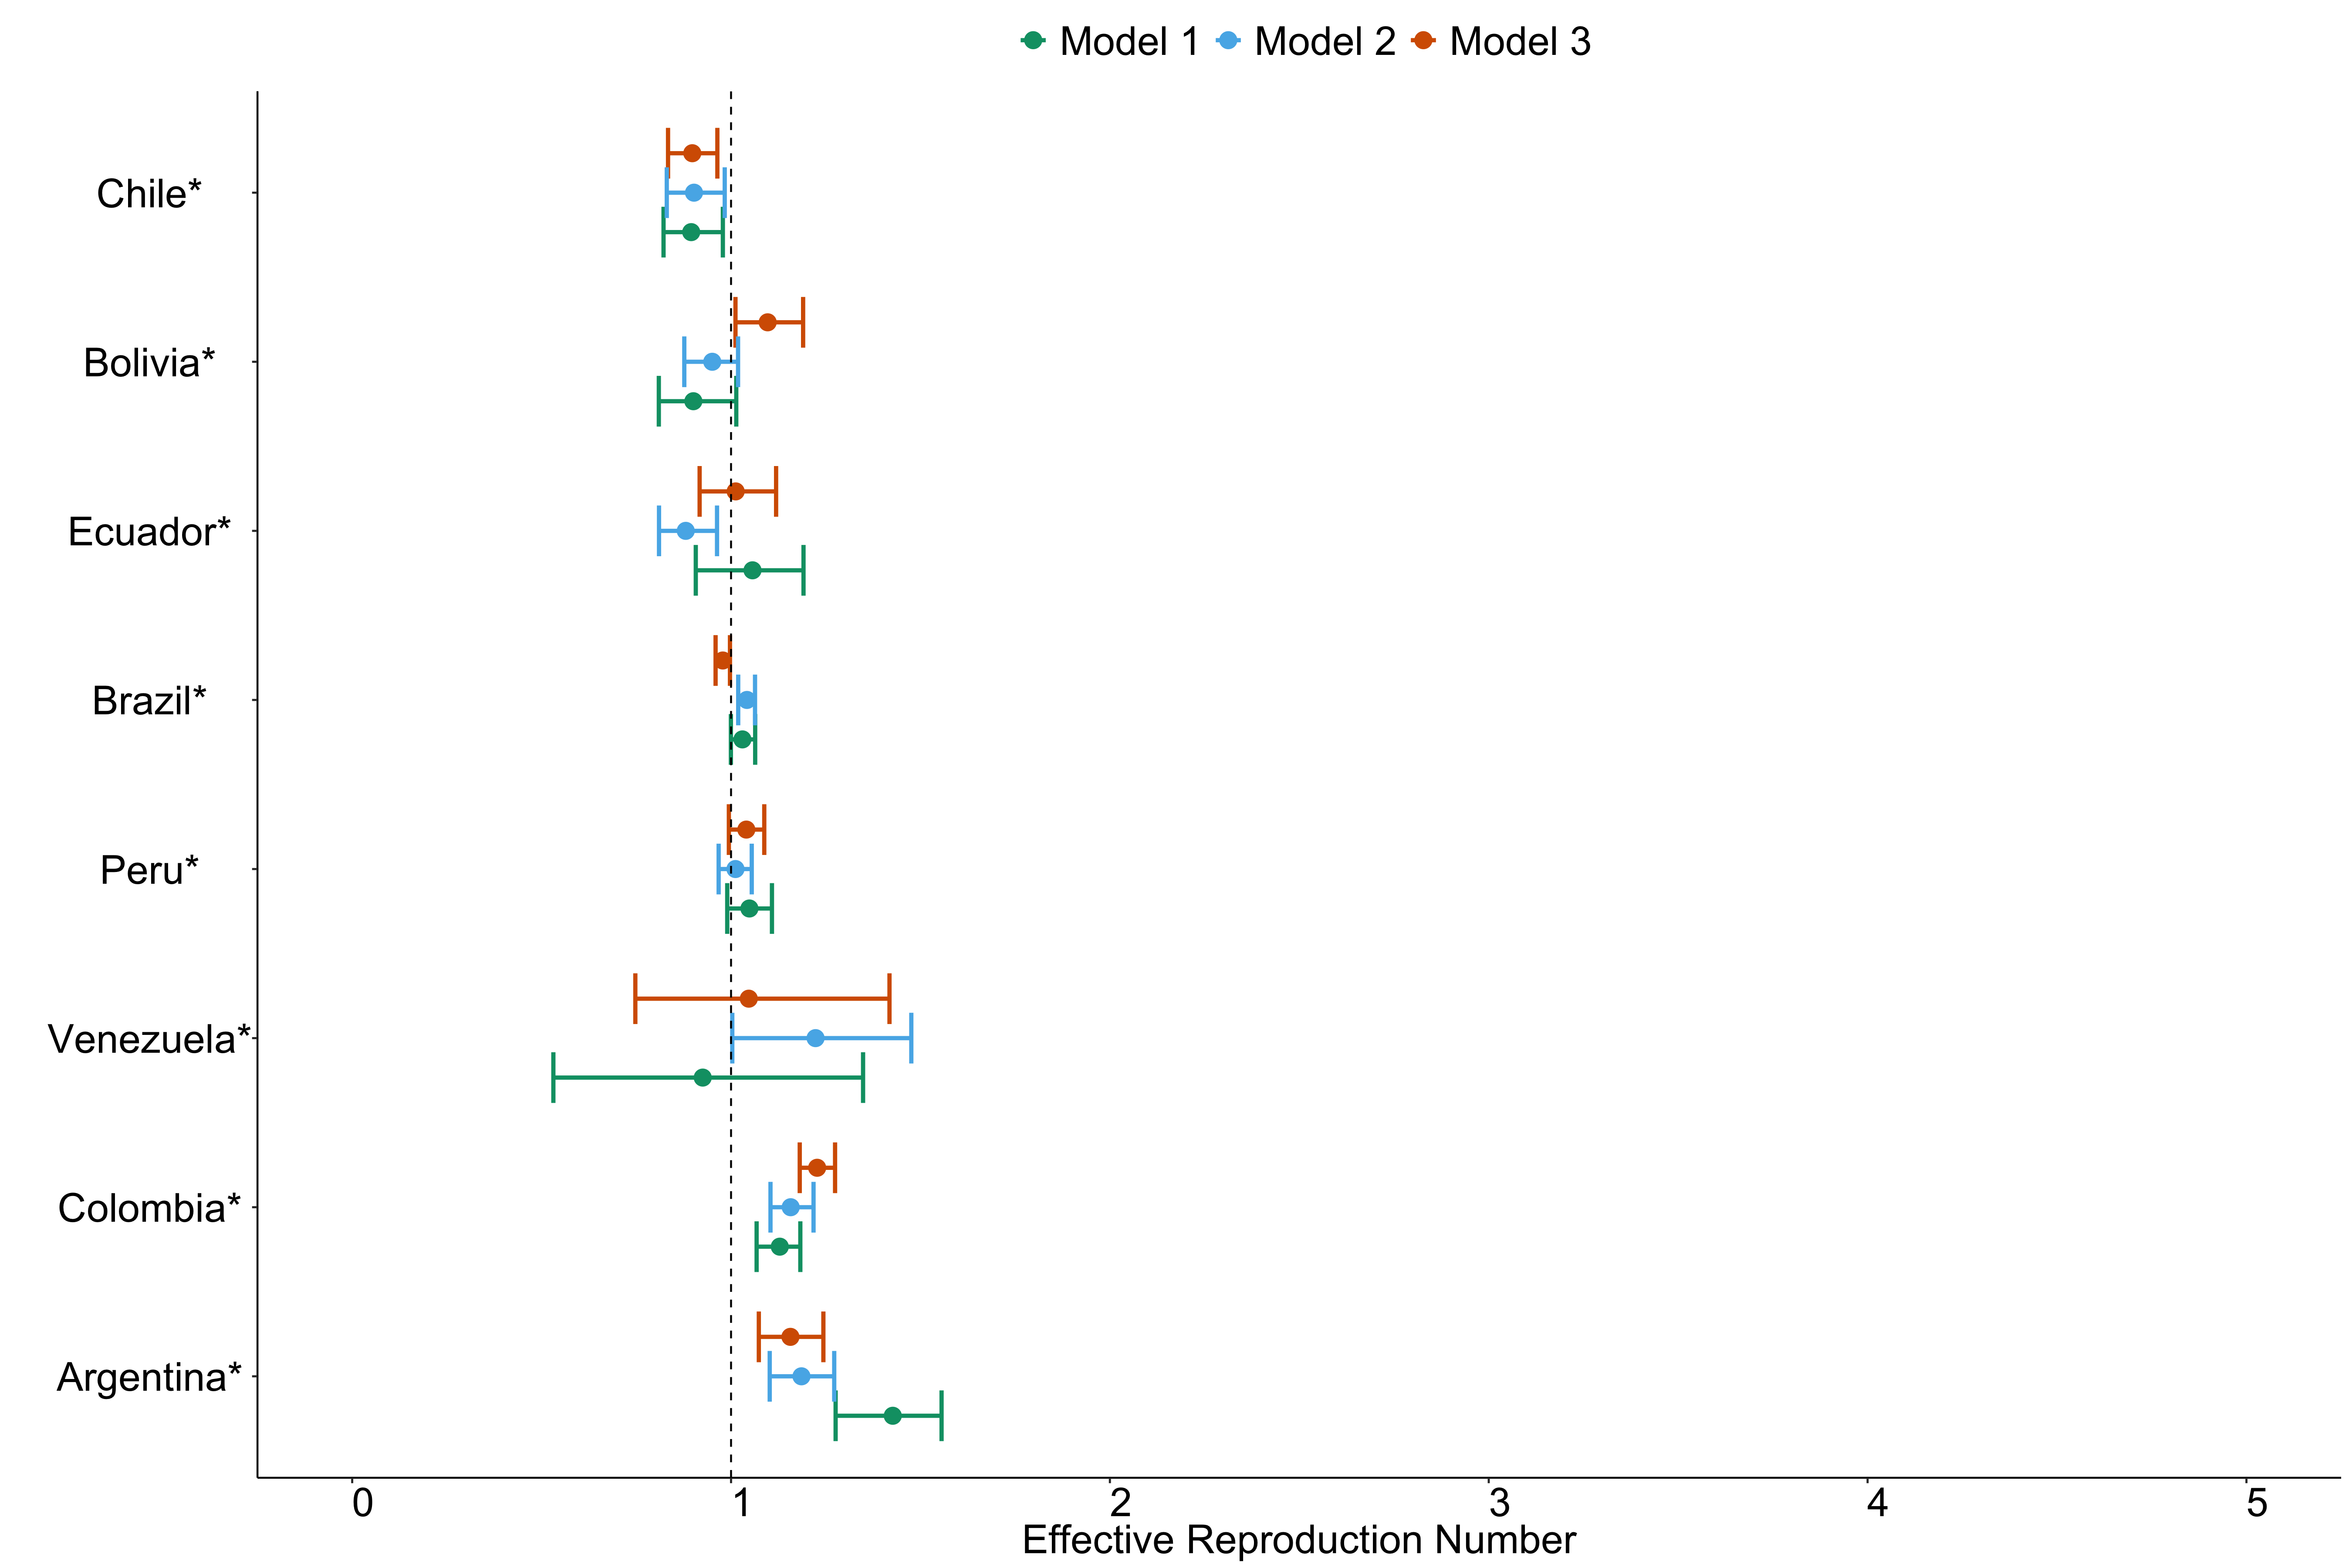 Model 1 Model 2 Model 3
Chile*
Bolivia*
Ecuador*
Brazil*
Peru*
Venezuela*
Colombia*
Argentina*
0 1 2 3 4 5
Effective Reproduction Number